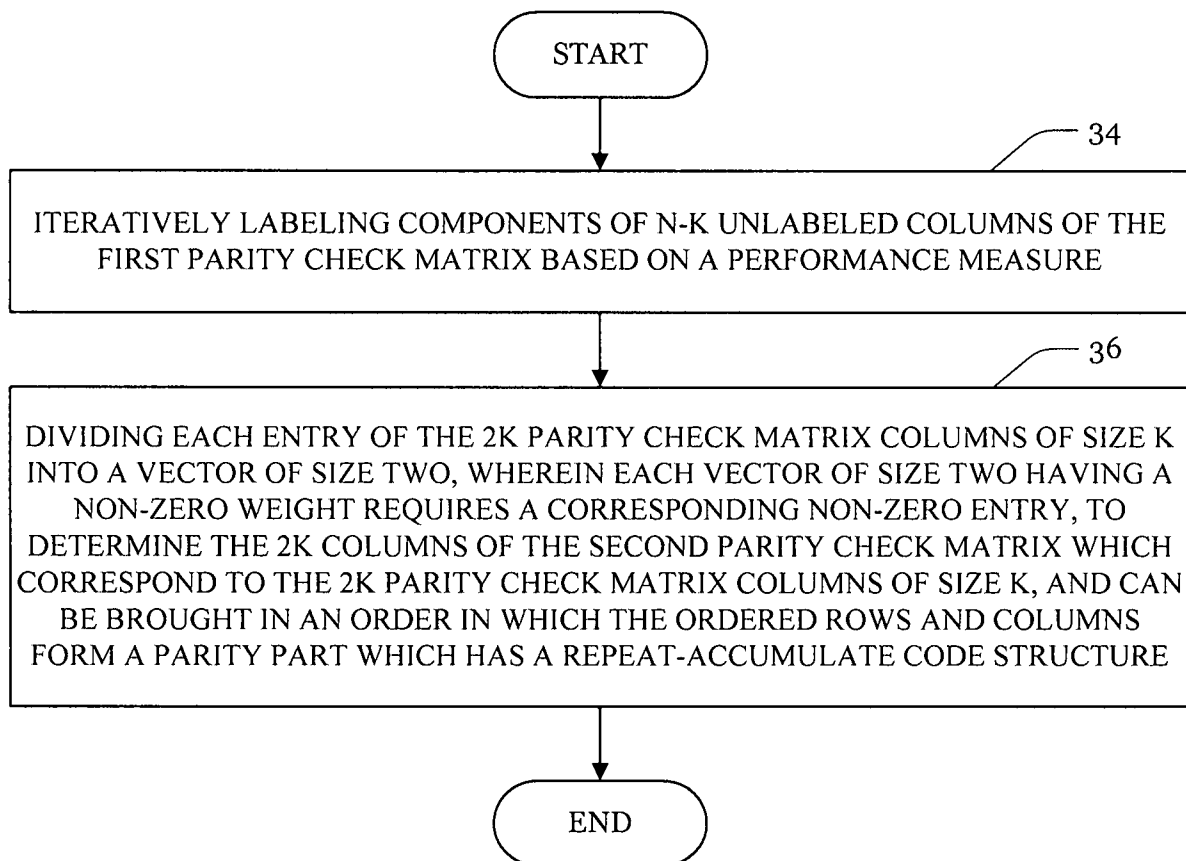 START
34
ITERATIVELY LABELING COMPONENTS OF N-K UNLABELED COLUMNS OF THE
FIRST PARITY CHECK MATRIX BASED ON A PERFORMANCE MEASURE
36
DIVIDING EACH ENTRY OF THE 2K PARITY CHECK MATRIX COLUMNS OF SIZE K
INTO A VECTOR OF SIZE TWO, WHEREIN EACH VECTOR OF SIZE TWO HAVING A
NON-ZERO WEIGHT REQUIRES A CORRESPONDING NON-ZERO ENTRY, TO
DETERMINE THE 2K COLUMNS OF THE SECOND PARITY CHECK MATRIX WHICH
CORRESPOND TO THE 2K PARITY CHECK MATRIX COLUMNS OF SIZE K, AND CAN
BE BROUGHT IN AN ORDER IN WHICH THE ORDERED ROWS AND COLUMNS
FORM A PARITY PART WHICH HAS A REPEAT-ACCUMULATE CODE STRUCTURE
END